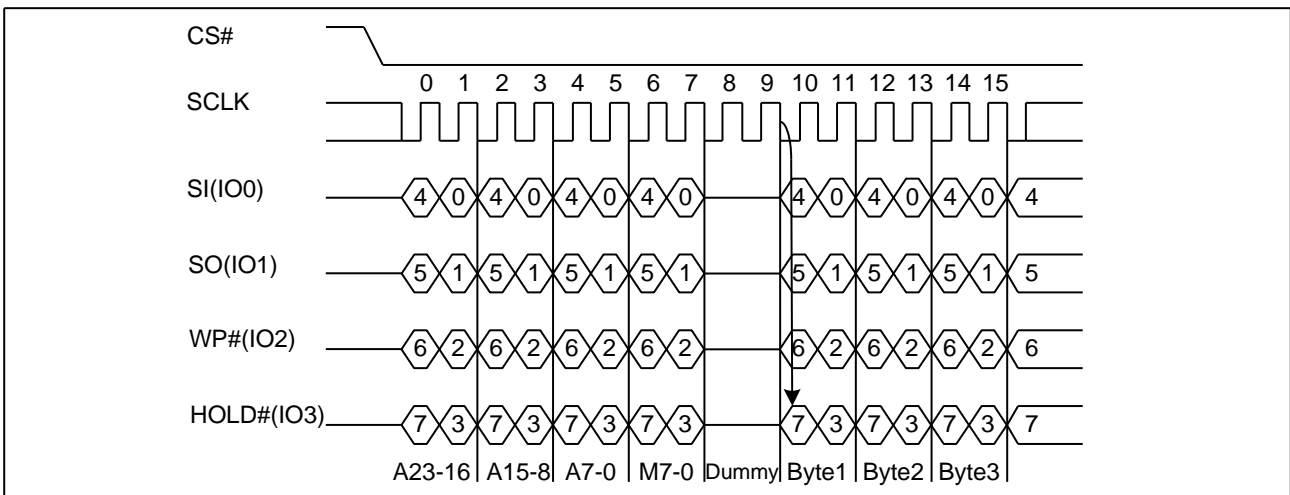 CS#
0 1 2 3 4 5 6 7 8 9 10 11 12 13 14 15
SCLK
SI(IO0) 4 0 4 0 4 0 4 0 4 0 4 0 4 0 4
SO(IO1) 5 1 5 1 5 1 5 1 5 1 5 1 5 1 5
WP#(IO2) 6 2 6 2 6 2 6 2 6 2 6 2 6 2 6
HOLD#(IO3) 7 3 7 3 7 3 7 3 7 3 7 3 7 3 7
A23-16 A15-8 A7-0 M7-0 Dummy Byte1 Byte2 Byte3